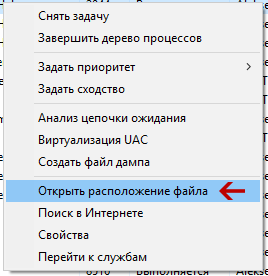 Снять задачу
Завершить дерево процессов
Задать приоритет
Задать сходство
Анализ цепочки ожидания
Виртуализация UAC
Создать файл дампа
Открыть расположение файла
Поиск в Интернете
Свойства
Перейти к службам